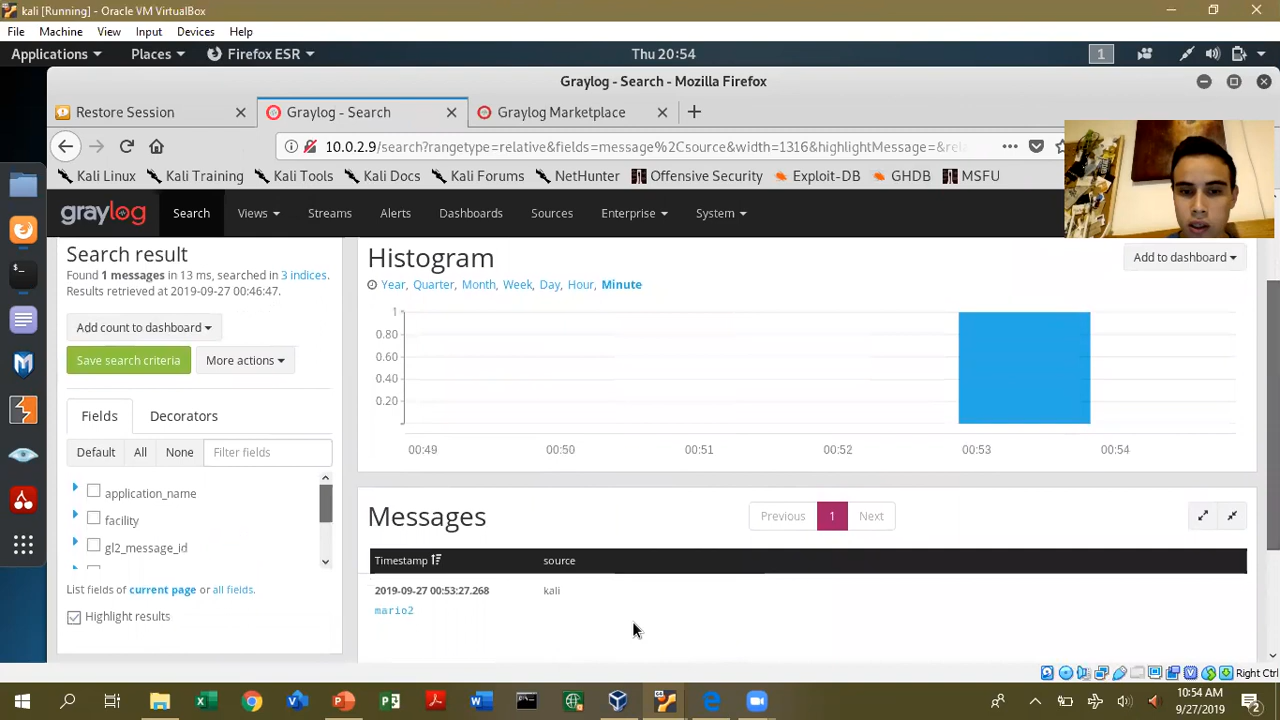 kali [Running] - Oracle VM VirtualBox
File Machine View Input Devices Help
Applications Places Firefox ESR Thu 20:54 1
Graylog - Search - Mozilla Firefox
Restore Session Graylog - Search Graylog Marketplace
10.0.2.9/search?rangetype=relative&fields=message%2Csource&width=1316&highlightMessage=&rela
Kali Linux Kali Training Kali Tools Kali Docs Kali Forums NetHunter Offensive Security Exploit-DB GHDB MSFU
graylog Search Views Streams Alerts Dashboards Sources Enterprise System
Search result
Found 1 messages in 13 ms, searched in 3 indices.
Results retrieved at 2019-09-27 00:46:47.
Add count to dashboard
Save search criteria More actions
Fields Decorators
Default All None Filter fields
application_name
facility
gl2_message_id
List fields of current page or all fields.
Highlight results
Histogram Add to dashboard
Year, Quarter, Month, Week, Day, Hour, Minute
1
0.80
0.60
0.40
0.20
00:49 00:50 00:51 00:52 00:53 00:54
Messages Previous 1 Next
Timestamp source
2019-09-27 00:53:27.268 kali
mario2
Right Ctrl
10:54 AM
9/27/2019
2